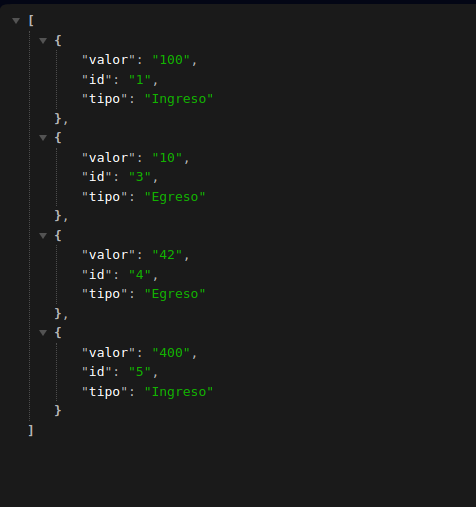 [
{
"valor": "100",
"id": "1",
"tipo": "Ingreso"
},
{
"valor": "10",
"id": "3",
"tipo": "Egreso"
},
{
"valor": "42",
"id": "4",
"tipo": "Egreso"
},
{
"valor": "400",
"id": "5",
"tipo": "Ingreso"
}
]